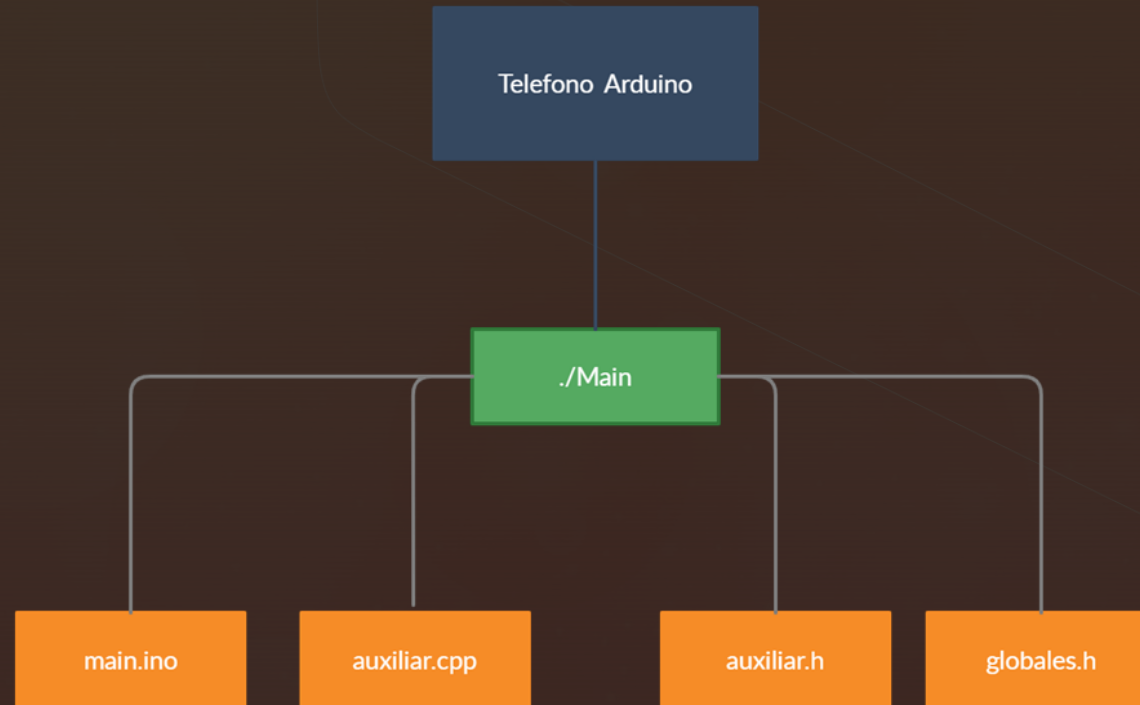 Telefono Arduino
./Main
main.ino
auxiliar.cpp
auxiliar.h
globales.h